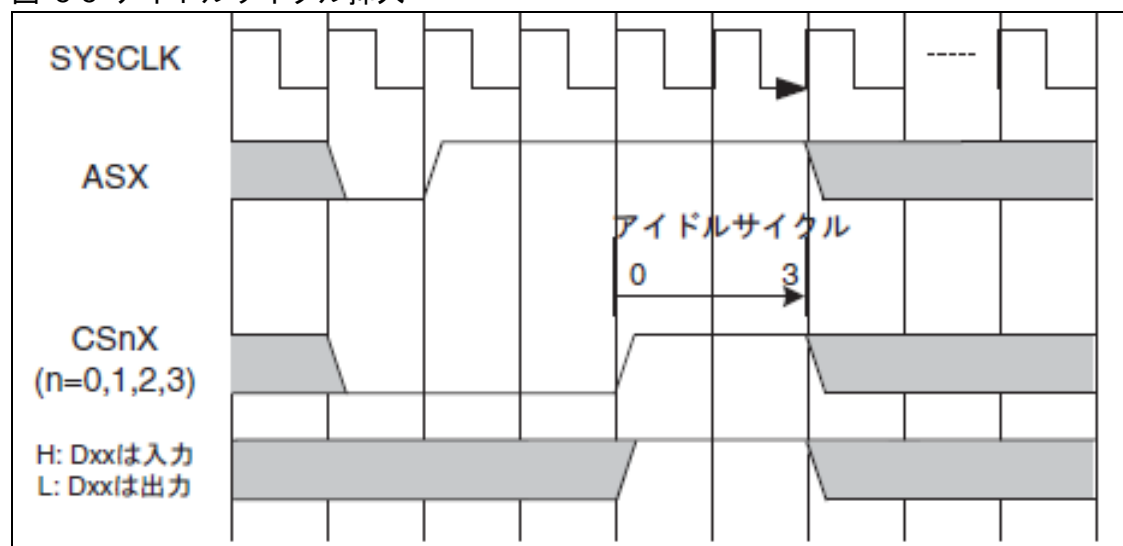 SYSCLK
ASX
アイドルサイクル
0 3
CSnX
(n=0,1,2,3)
H: Dxxは入力
L: Dxxは出力